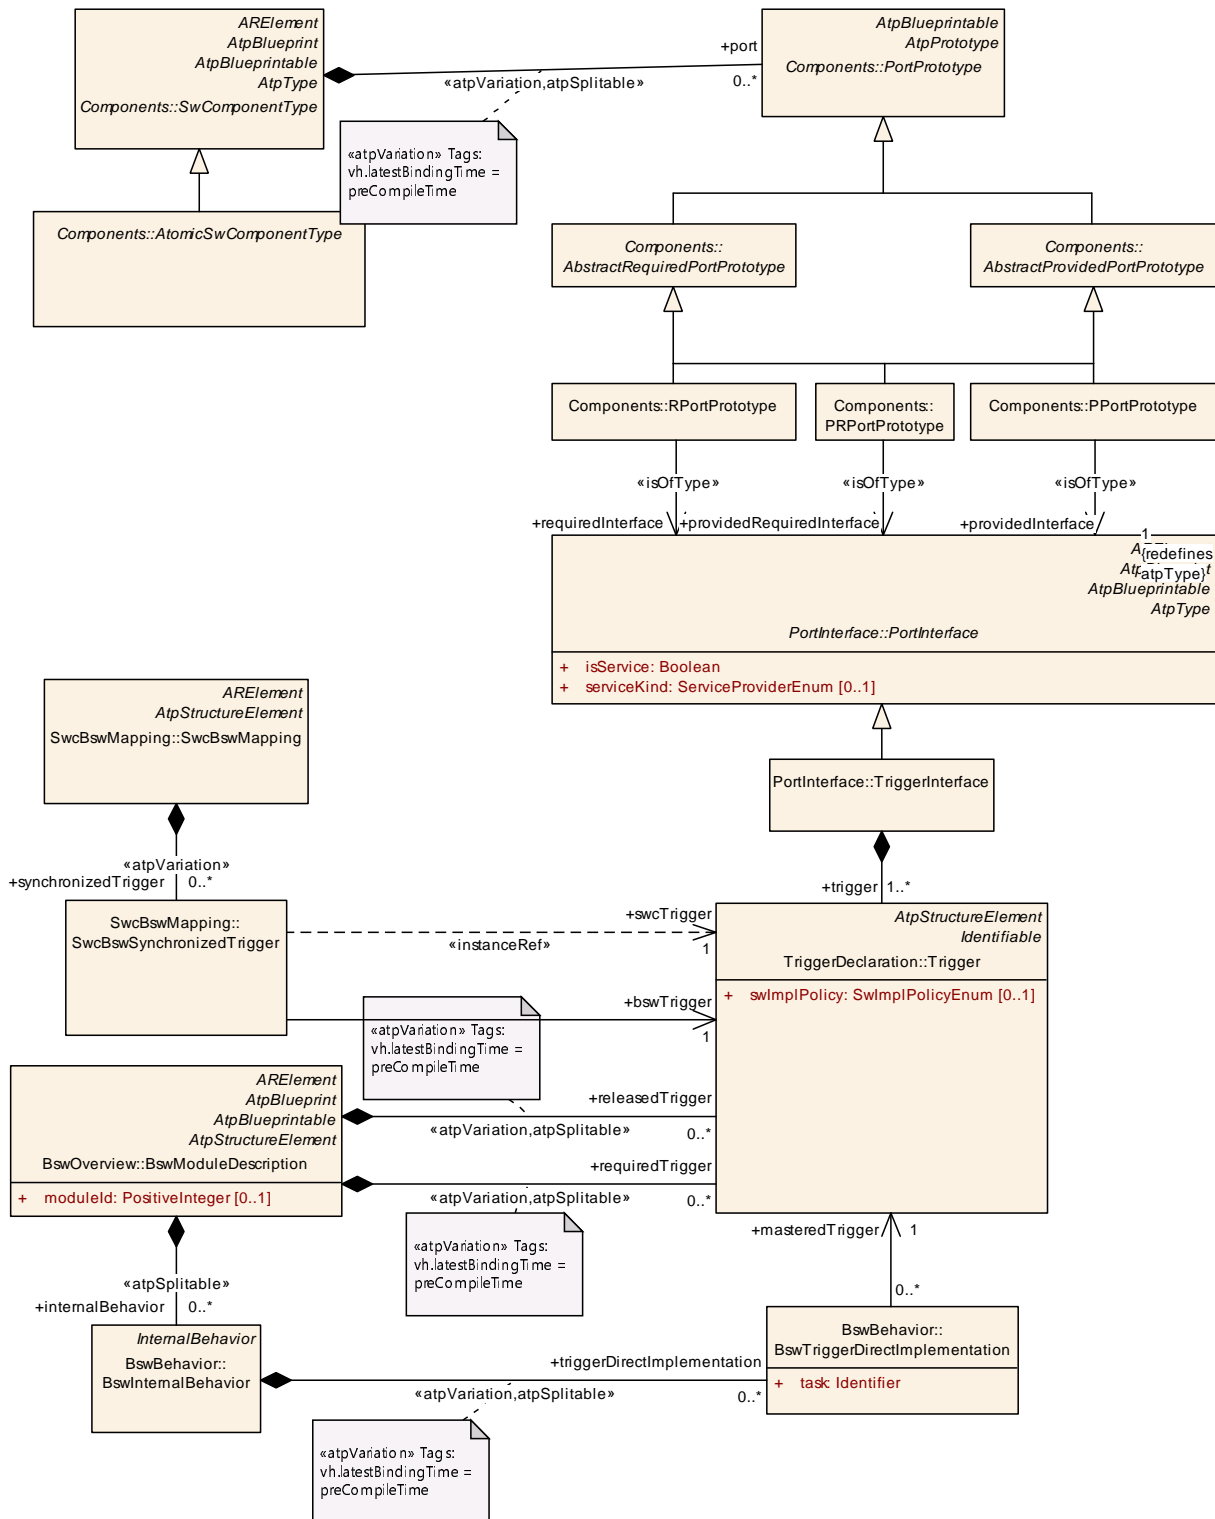 ARElement
AtpBlueprint
AtpBlueprintable
AtpType
Components::SwComponentType
+port
0..*
«atpVariation,atpSplitable»
AtpBlueprintable
AtpPrototype
Components::PortPrototype
«atpVariation» Tags:
vh.latestBindingTime =
preCompileTime
Components::AtomicSwComponentType
Components::
AbstractRequiredPortPrototype
Components::
AbstractProvidedPortPrototype
Components::RPortPrototype
Components::
PRPortPrototype
Components::PPortPrototype
«isOfType»
«isOfType»
«isOfType»
+requiredInterface
+providedRequiredInterface
+providedInterface
1
{redefines
atpType}
AtpBlueprintable
AtpType
PortInterface::PortInterface
+ isService: Boolean
+ serviceKind: ServiceProviderEnum [0..1]
ARElement
AtpStructureElement
SwcBswMapping::SwcBswMapping
PortInterface::TriggerInterface
«atpVariation»
+synchronizedTrigger
0..*
+trigger
1..*
SwcBswMapping::
SwcBswSynchronizedTrigger
+swcTrigger
«instanceRef»
1
AtpStructureElement
Identifiable
TriggerDeclaration::Trigger
+ swImplPolicy: SwImplPolicyEnum [0..1]
+bswTrigger
1
«atpVariation» Tags:
vh.latestBindingTime =
preCompileTime
ARElement
AtpBlueprint
AtpBlueprintable
AtpStructureElement
BswOverview::BswModuleDescription
+ moduleId: PositiveInteger [0..1]
+releasedTrigger
«atpVariation,atpSplitable»
0..*
+requiredTrigger
«atpVariation,atpSplitable»
0..*
«atpVariation» Tags:
vh.latestBindingTime =
preCompileTime
+masteredTrigger
1
0..*
«atpSplitable»
+internalBehavior
0..*
InternalBehavior
BswBehavior::
BswInternalBehavior
+triggerDirectImplementation
«atpVariation,atpSplitable»
0..*
BswBehavior::
BswTriggerDirectImplementation
+ task: Identifier
«atpVariation» Tags:
vh.latestBindingTime =
preCompileTime